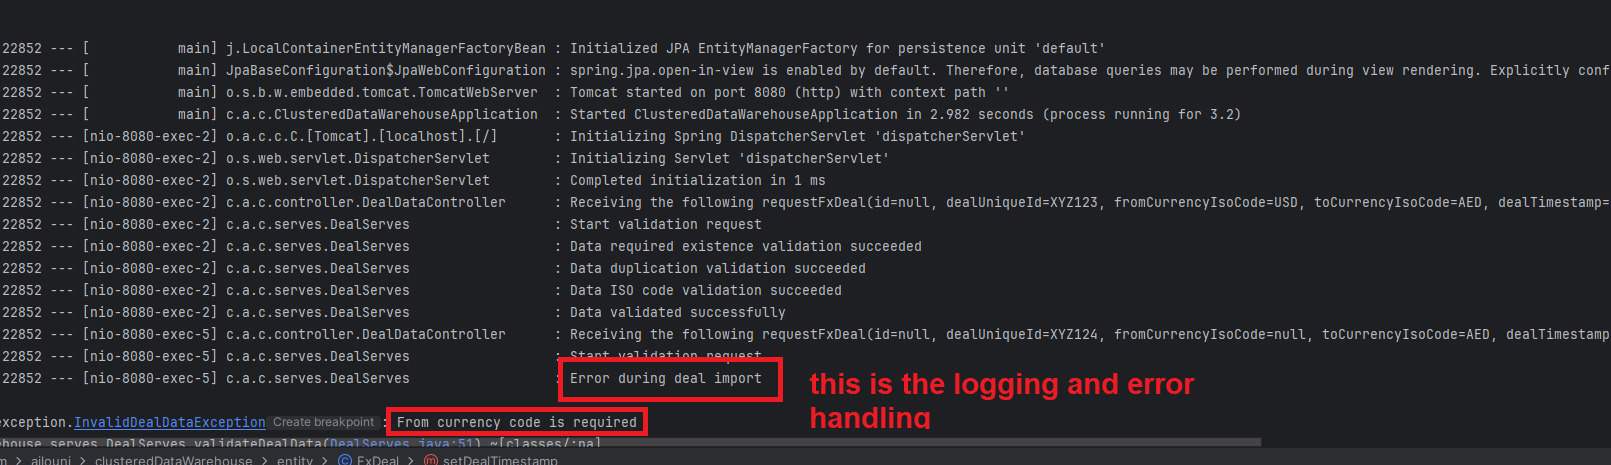 22852 --- [           main] j.LocalContainerEntityManagerFactoryBean : Initialized JPA EntityManagerFactory for persistence unit 'default'
22852 --- [           main] JpaBaseConfiguration$JpaWebConfiguration : spring.jpa.open-in-view is enabled by default. Therefore, database queries may be performed during view rendering. Explicitly conf
22852 --- [           main] o.s.b.w.embedded.tomcat.TomcatWebServer  : Tomcat started on port 8080 (http) with context path ''
22852 --- [           main] c.a.c.ClusteredDataWarehouseApplication  : Started ClusteredDataWarehouseApplication in 2.982 seconds (process running for 3.2)
22852 --- [nio-8080-exec-2] o.a.c.c.C.[Tomcat].[localhost].[/]       : Initializing Spring DispatcherServlet 'dispatcherServlet'
22852 --- [nio-8080-exec-2] o.s.web.servlet.DispatcherServlet        : Initializing Servlet 'dispatcherServlet'
22852 --- [nio-8080-exec-2] o.s.web.servlet.DispatcherServlet        : Completed initialization in 1 ms
22852 --- [nio-8080-exec-2] c.a.c.controller.DealDataController      : Receiving the following requestFxDeal(id=null, dealUniqueId=XYZ123, fromCurrencyIsoCode=USD, toCurrencyIsoCode=AED, dealTimestamp=
22852 --- [nio-8080-exec-2] c.a.c.serves.DealServes                  : Start validation request
22852 --- [nio-8080-exec-2] c.a.c.serves.DealServes                  : Data required existence validation succeeded
22852 --- [nio-8080-exec-2] c.a.c.serves.DealServes                  : Data duplication validation succeeded
22852 --- [nio-8080-exec-2] c.a.c.serves.DealServes                  : Data ISO code validation succeeded
22852 --- [nio-8080-exec-2] c.a.c.serves.DealServes                  : Data validated successfully
22852 --- [nio-8080-exec-5] c.a.c.controller.DealDataController      : Receiving the following requestFxDeal(id=null, dealUniqueId=XYZ124, fromCurrencyIsoCode=null, toCurrencyIsoCode=AED, dealTimestamp
22852 --- [nio-8080-exec-5] c.a.c.serves.DealServes                  : Start validation request
22852 --- [nio-8080-exec-5] c.a.c.serves.DealServes                  : Error during deal import
this is the logging and error
handling
exception.InvalidDealDataException Create breakpoint : From currency code is required
house.serves.DealServes.validateDealData(DealServes.java:51) ~[classes/:na]
m > ailouni > clusteredDataWarehouse > entity > FxDeal > setDealTimestamp